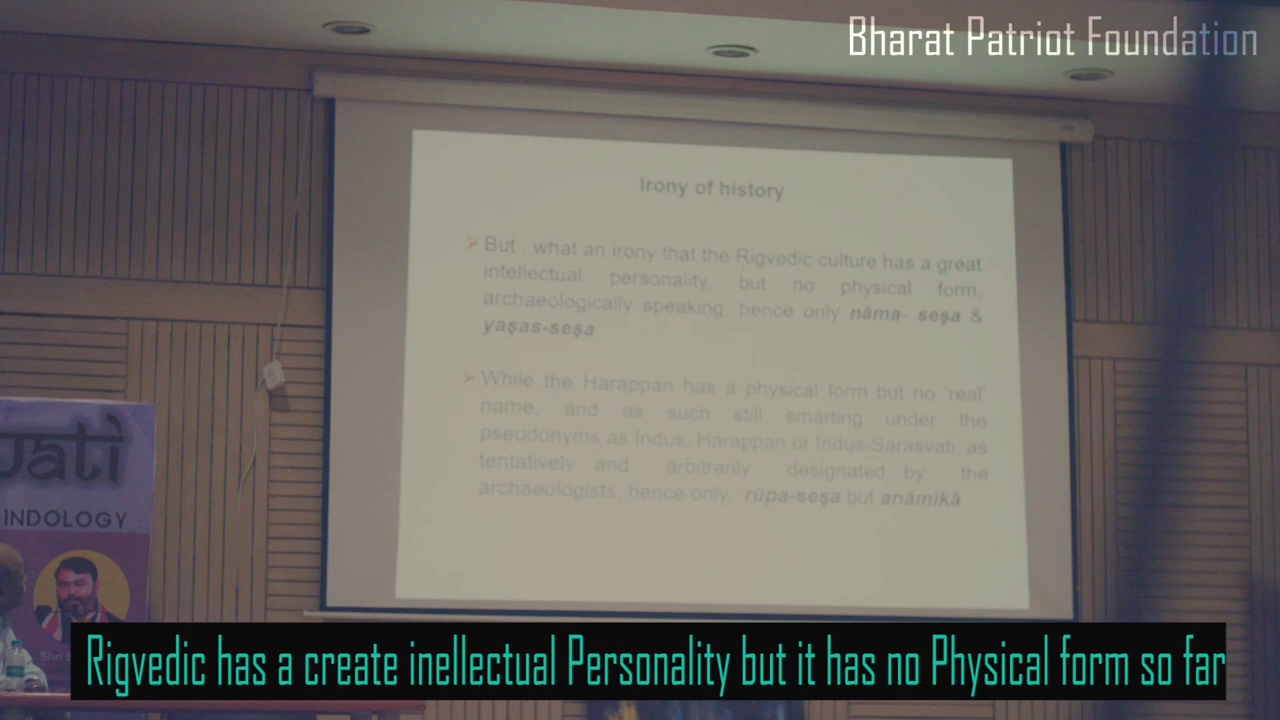 Bharat Patriot Foundation
Irony of history
➤ But , what an irony that the Rigvedic culture has a great
intellectual personality, but no physical form,
archaeologically speaking, hence only nāma- seṣa &
yaṣas-seṣa
➤ While the Harappan has a physical form but no 'real'
name, and as such still smarting under the
pseudonyms as Indus, Harappan or Indus-Sarasvati, as
tentatively and arbitrarily designated by the
archaeologists, hence only, rūpa-seṣa but anāmikā
INDOLOGY
Shri
Rigvedic has a create inellectual Personality but it has no Physical form so far